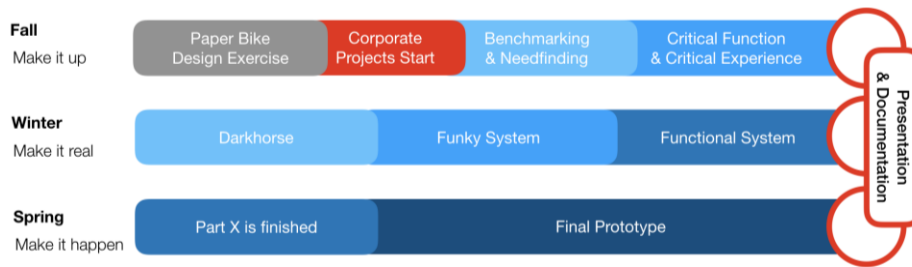 Fall
Make it up
Paper Bike
Design Exercise
Corporate
Projects Start
Benchmarking
& Needfinding
Critical Function
& Critical Experience
Winter
Make it real
Darkhorse
Funky System
Functional System
Spring
Make it happen
Part X is finished
Final Prototype
Presentation
& Documentation